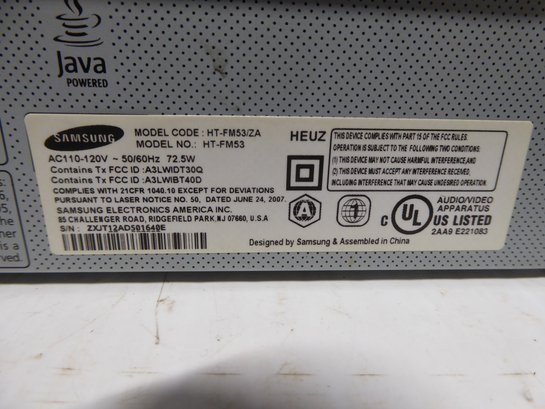 Java
POWERED
SAMSUNG
MODEL CODE : HT-FM53/ZA
MODEL NO.: HT-FM53
AC110-120V ~ 50/60Hz 72.5W
Contains Tx FCC ID : A3LWIDT30Q
Contains Tx FCC ID : A3LWIBT40D
COMPLIES WITH 21CFR 1040.10 EXCEPT FOR DEVIATIONS
PURSUANT TO LASER NOTICE NO. 50, DATED JUNE 24, 2007.
SAMSUNG ELECTRONICS AMERICA INC.
85 CHALLENGER ROAD, RIDGEFIELD PARK.NJ 07660, U.S.A
S/N : ZXJT12ADS01640E
HEUZ
THIS DEVICE COMPLIES WITH PART 15 OF THE FCC RULES.
OPERATION IS SUBJECT TO THE FOLLOWING TWO CONDITIONS:
(1) THIS DEVICE MAY NOT CAUSE HARMFUL INTERFERENCE, AND
(2) THIS DEVICE MUST ACCEPT ANY INTERFERENCE
RECEIVED, INCLUDING INTERFERENCE THAT MAY CAUSE
UNDESIRED OPERATION.
C UL US LISTED
AUDIO/VIDEO
APPARATUS
2AA9 E221083
Designed by Samsung & Assembled in China